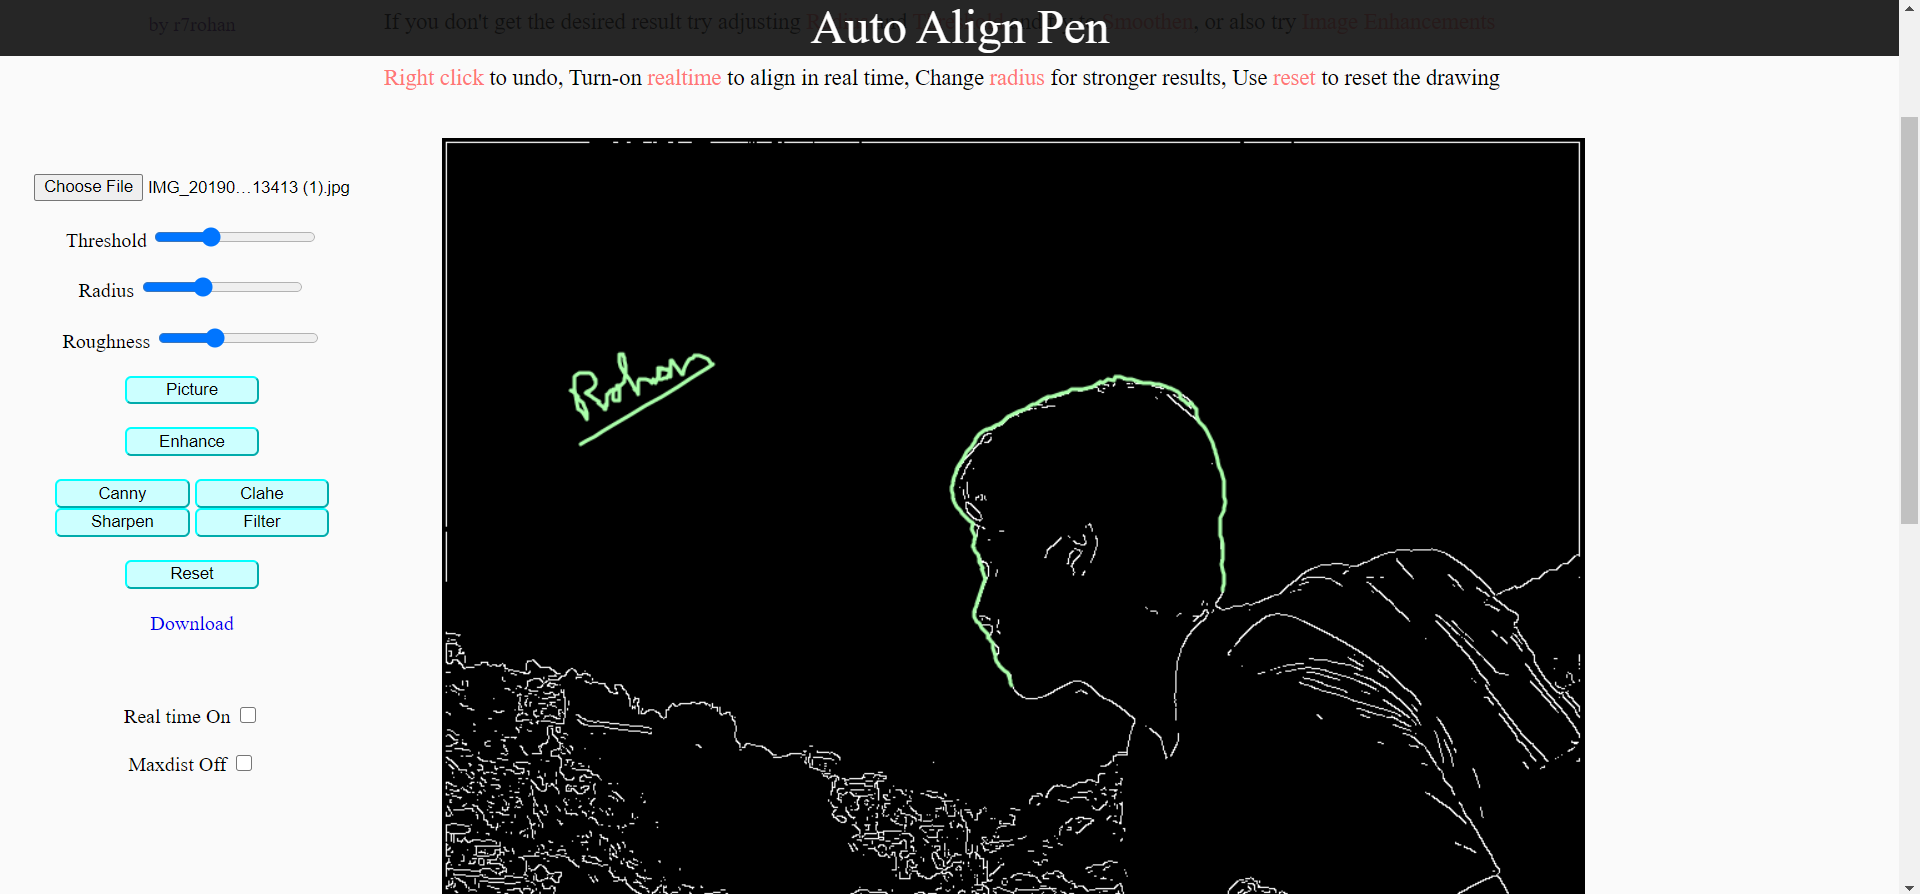 Auto Align Pen
by r7rohan
If you don't get the desired result try adjusting
Smoothen, or also try Image Enhancements
Right click to undo, Turn-on realtime to align in real time, Change radius for stronger results, Use reset to reset the drawing
Choose File IMG_20190…13413 (1).jpg
Threshold
Radius
Roughness
Picture
Enhance
Canny Clahe
Sharpen Filter
Reset
Download
Real time On
Maxdist Off
Rohan